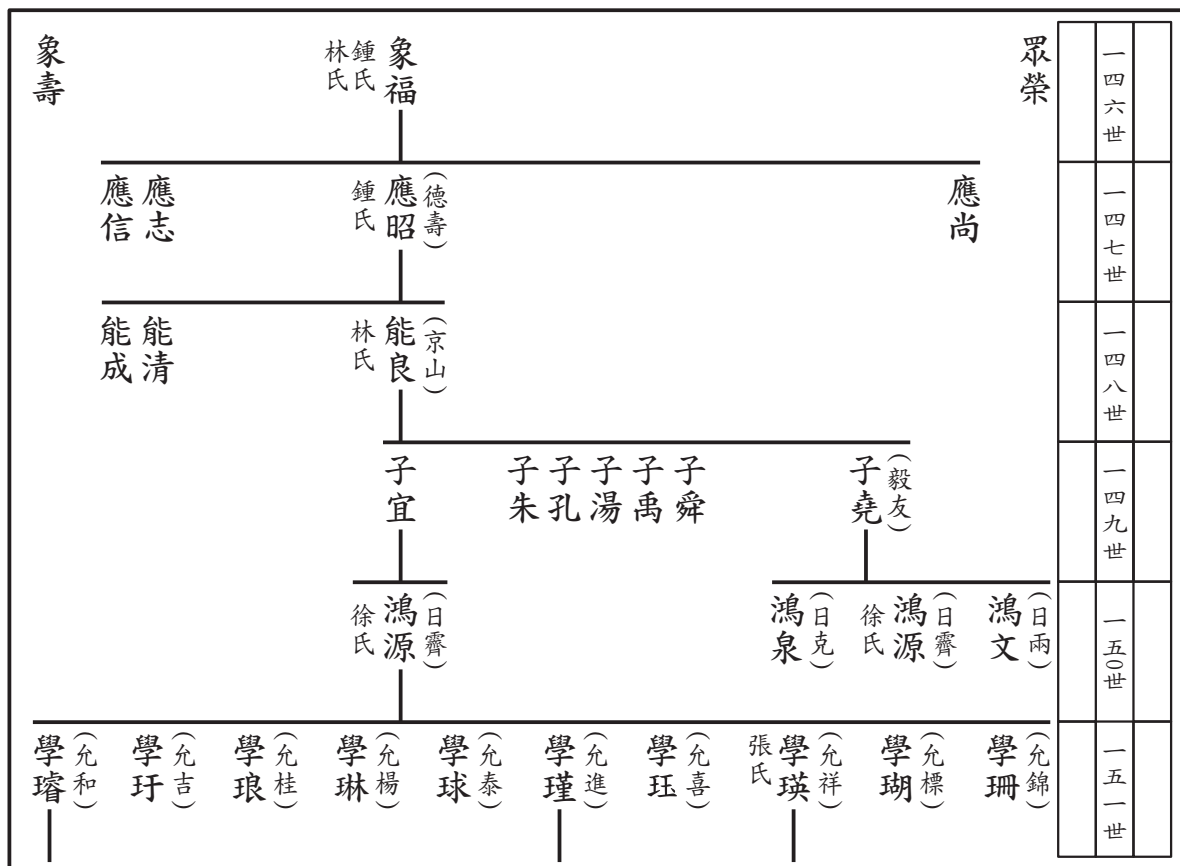 一四六世
眾榮
象福
鍾氏
林氏
象壽
一四七世
應尚
(德壽)
應昭
鍾氏
應志
應信
一四八世
(京山)
能良
林氏
能清
能成
一四九世
(毅友)
子堯
子舜
子禹
子湯
子孔
子朱
子宜
一五0世
(日兩)
鴻文
(日霽)
鴻源
徐氏
(日克)
鴻泉
(日霽)
鴻源
徐氏
一五一世
(允錦)
學珊
(允標)
學瑚
(允祥)
學瑛
張氏
(允喜)
學珏
(允進)
學瑾
(允泰)
學球
(允楊)
學琳
(允桂)
學琅
(允吉)
學玗
(允和)
學璿